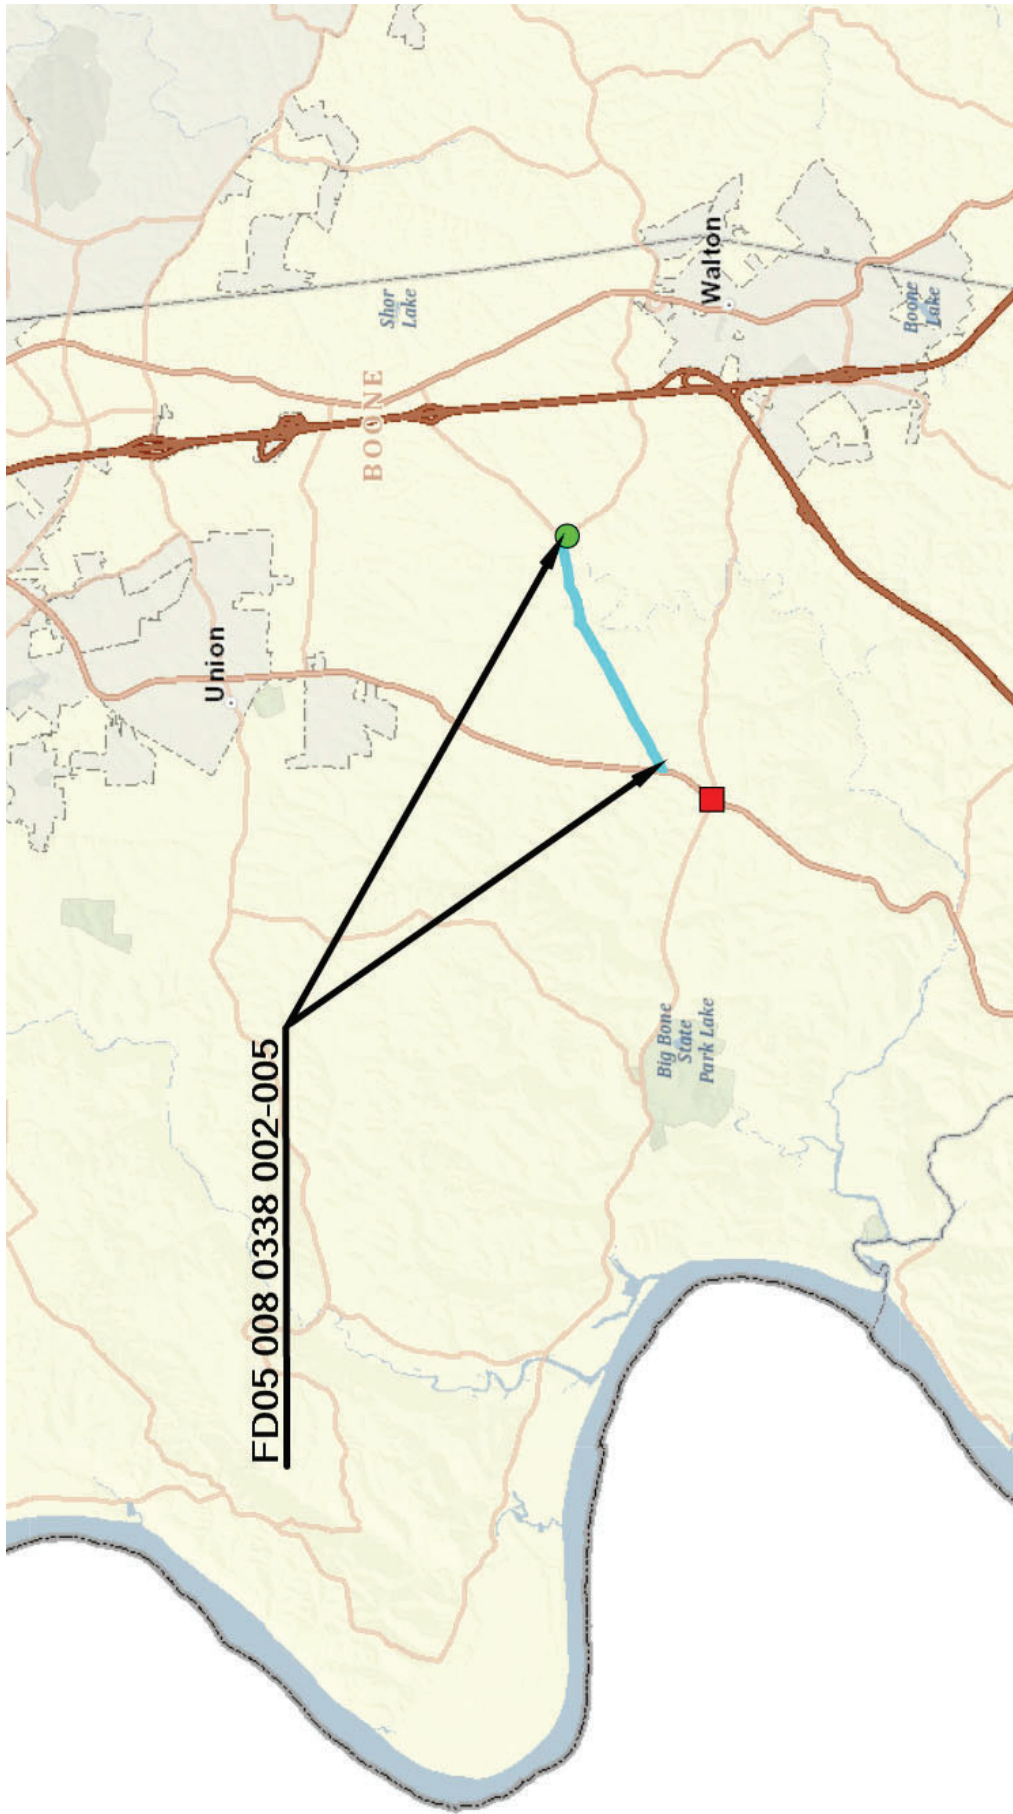 FD05 008 0338 002-005
Union
BOONE
Shor
Lake
Big Bone
State
Park Lake
Walton
Boone
Lake